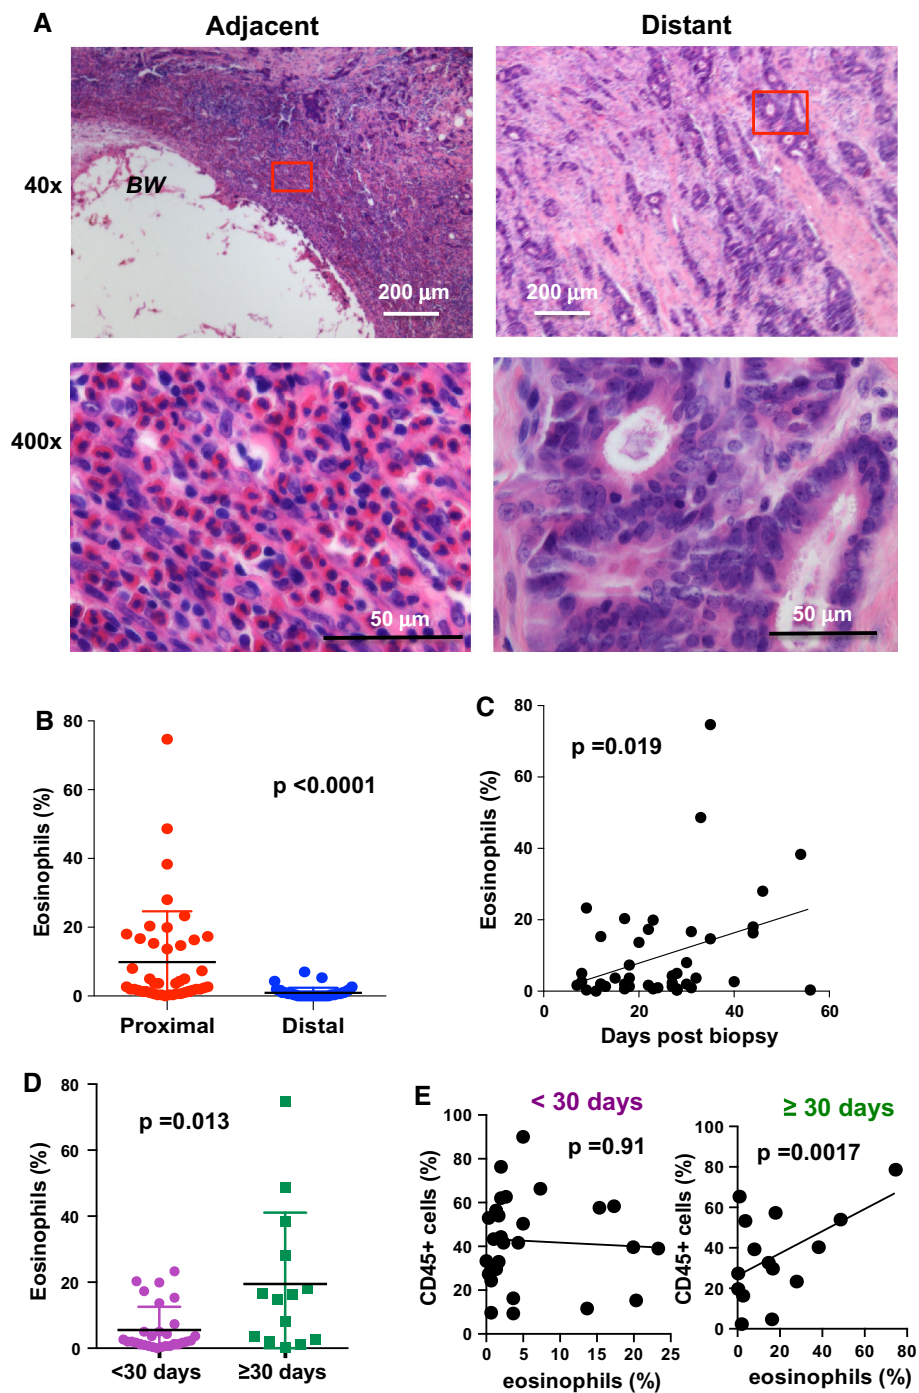 A
Adjacent
Distant
40x
BW
200 µm
200 µm
400x
50 µm
50 µm
B
80
60
40
20
0
Eosinophils (%)
p <0.0001
Proximal
Distal
C
80
60
40
20
0
Eosinophils (%)
p =0.019
0
20
40
60
Days post biopsy
D
80
60
40
20
0
Eosinophils (%)
p =0.013
<30 days
≥30 days
E
< 30 days
100
80
60
40
20
0
CD45+ cells (%)
p =0.91
0
5
10
15
20
25
eosinophils (%)
≥ 30 days
100
80
60
40
20
0
CD45+ cells (%)
p =0.0017
0
20
40
60
80
eosinophils (%)